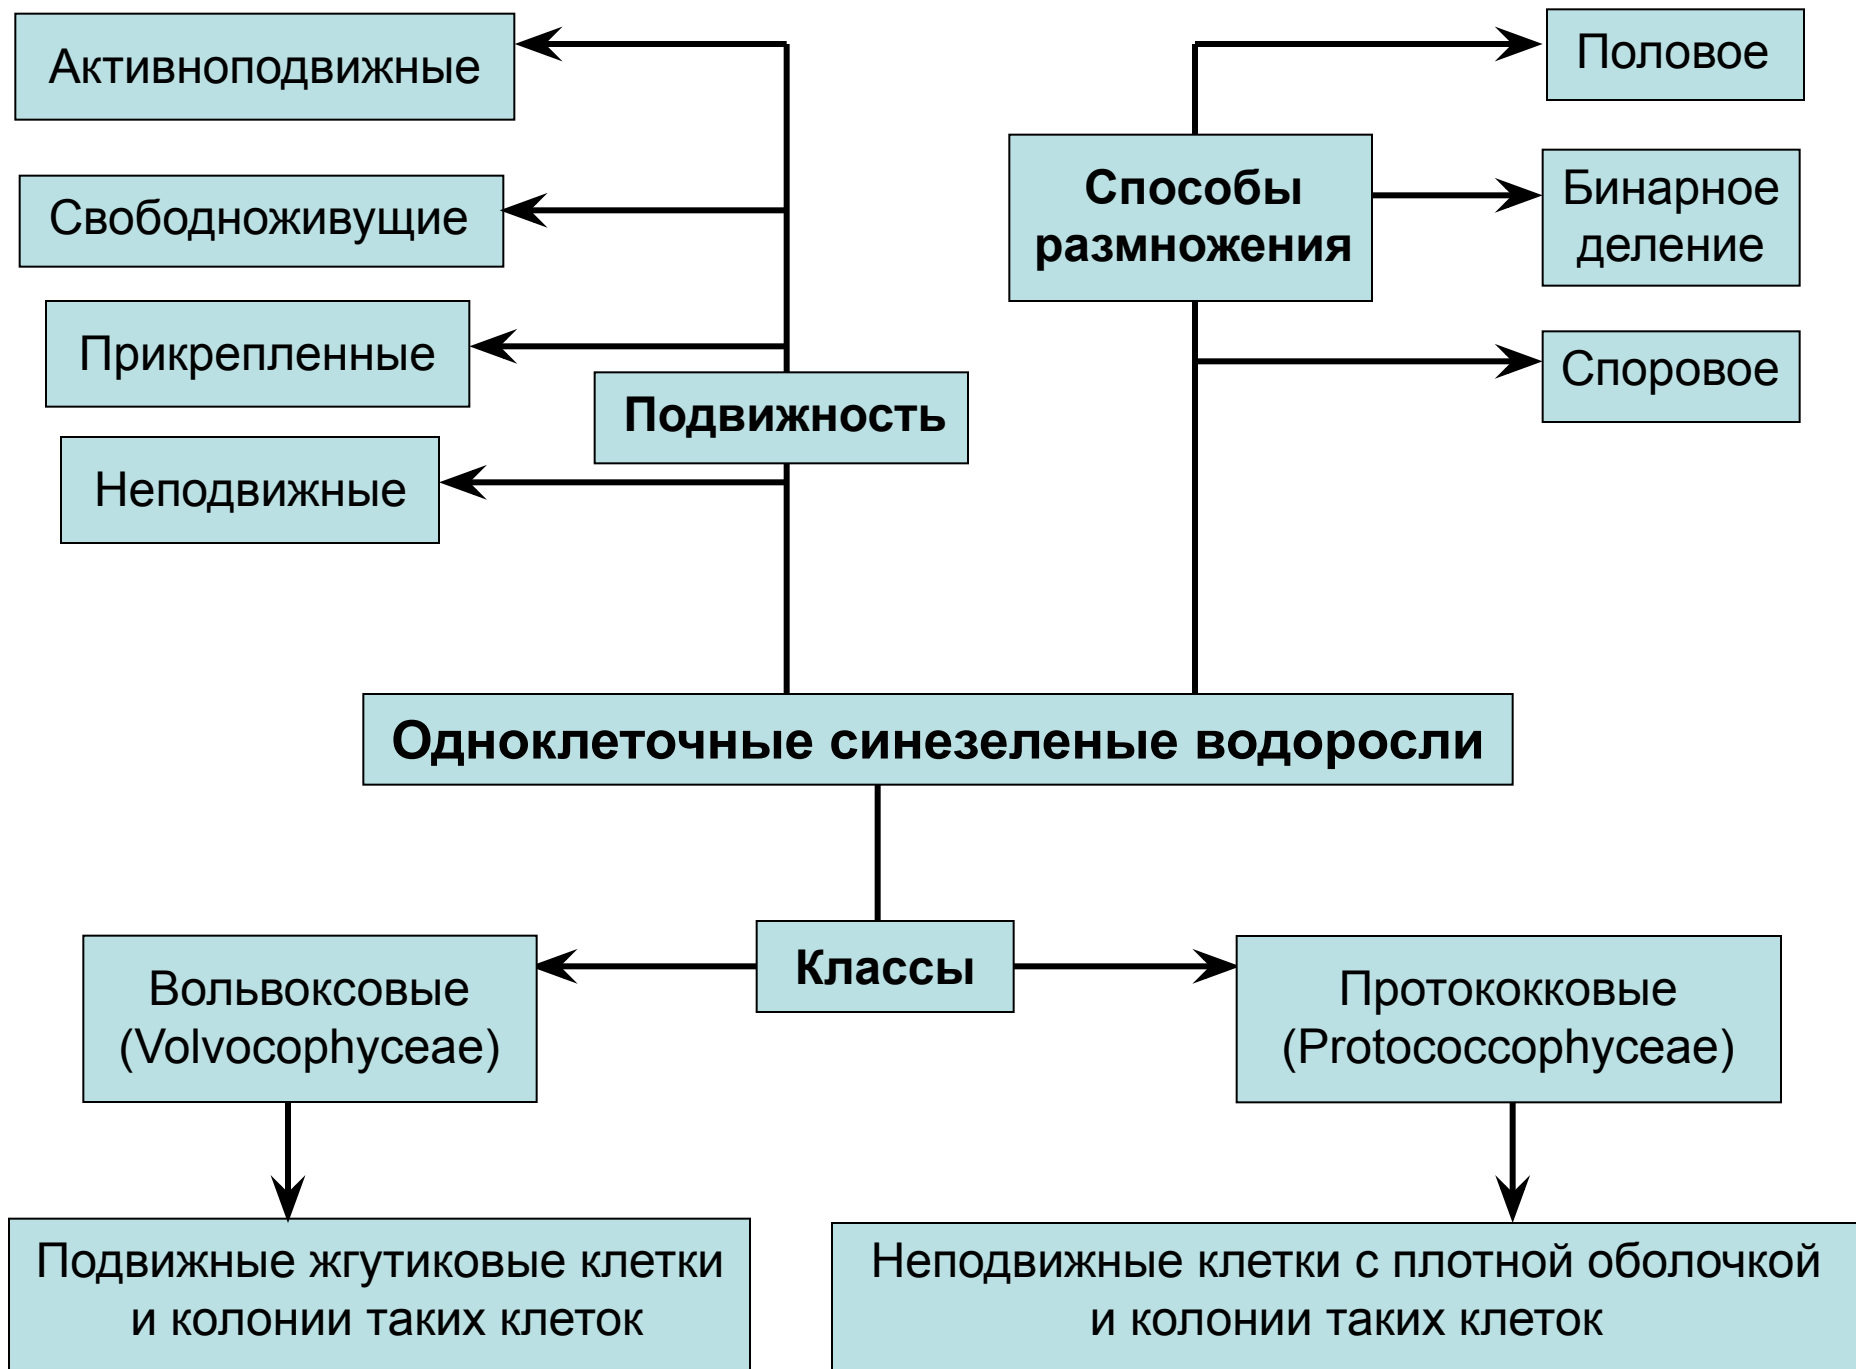 Активноподвижные
Свободноживущие
Прикрепленные
Неподвижные
Подвижность
Способы
размножения
Половое
Бинарное
деление
Споровое
Одноклеточные синезеленые водоросли
Классы
Вольвоксовые
(Volvocophyceae)
Протококковые
(Protococcophyceae)
Подвижные жгутиковые клетки
и колонии таких клеток
Неподвижные клетки с плотной оболочкой
и колонии таких клеток